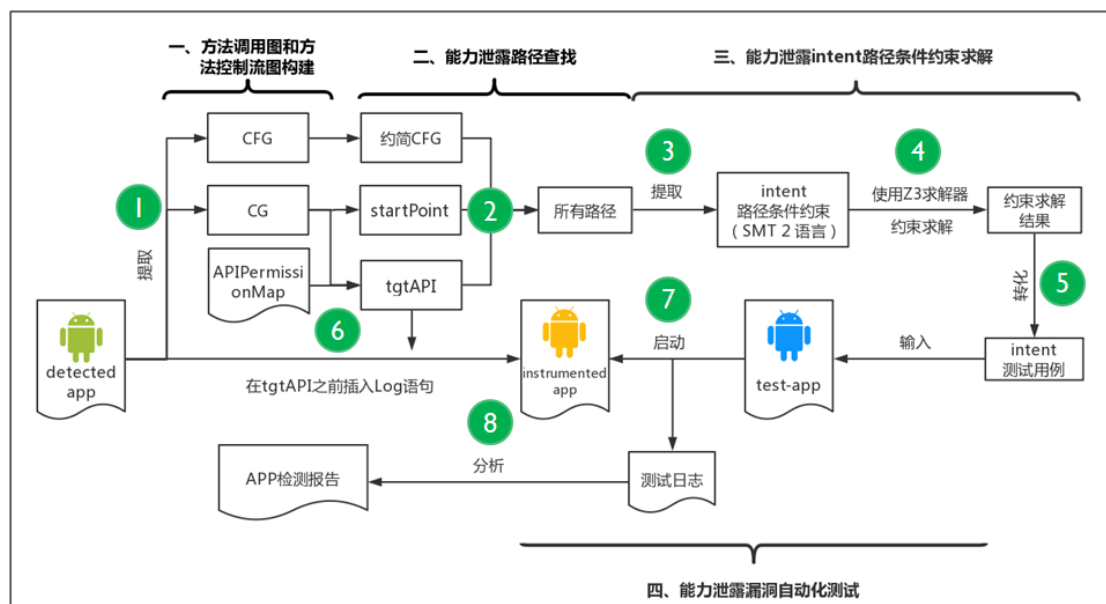 一、方法调用图和方
法控制流图构建
二、能力泄露路径查找
三、能力泄露intent路径条件约束求解
CFG
约简CFG
3
4
1
提取
CG
startPoint
2
所有路径
提取
intent
路径条件约束
（SMT 2 语言）
使用Z3求解器
约束求解
约束求解
结果
APIPermissi
onMap
tgtAPI
6
7
转化
5
detected
app
在tgtAPI之前插入Log语句
instrumented
app
启动
test-app
输入
intent
测试用例
8
分析
APP检测报告
测试日志
四、能力泄露漏洞自动化测试